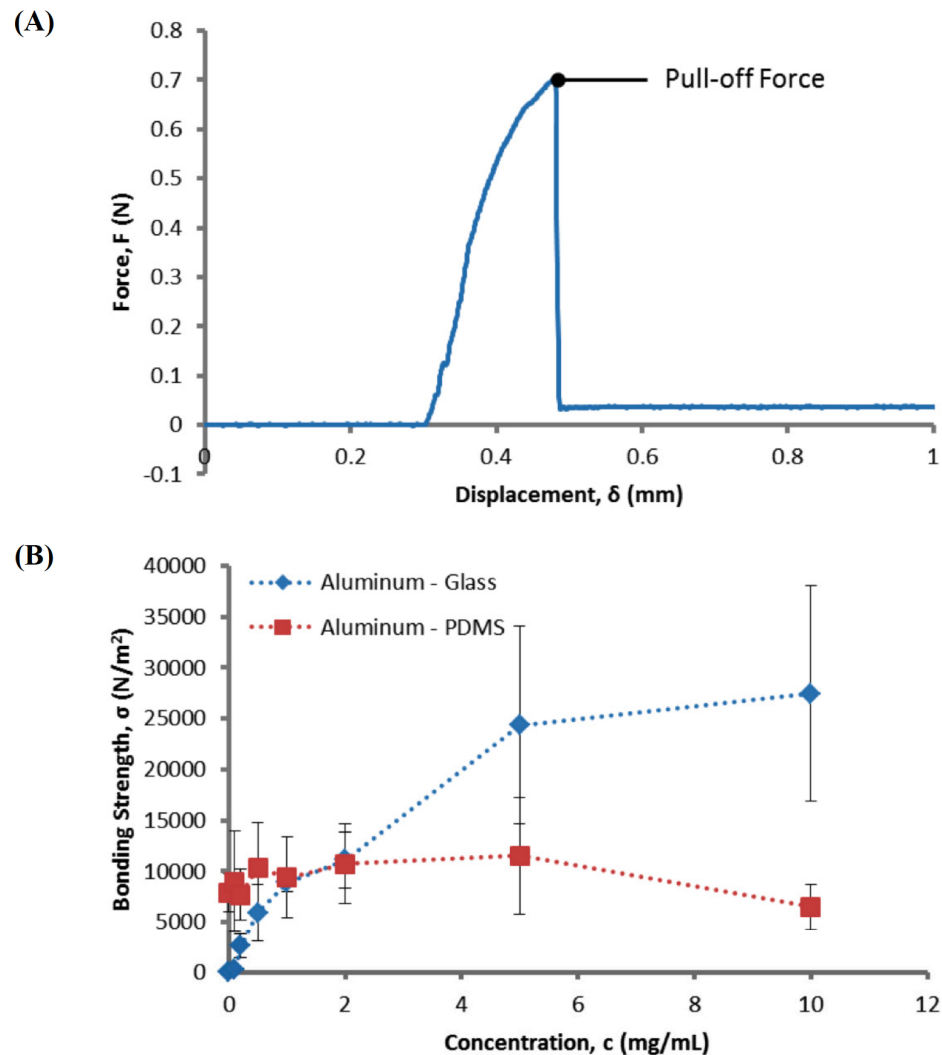 (A)
0.8
0.7
0.6
0.5
0.4
0.3
0.2
0.1
0
-0.1
Force, F (N)
Pull-off Force
0 0.2 0.4 0.6 0.8 1
Displacement, δ (mm)
(B)
40000
35000
30000
25000
20000
15000
10000
5000
0
Bonding Strength, σ (N/m²)
Aluminum - Glass
Aluminum - PDMS
0 2 4 6 8 10 12
Concentration, c (mg/mL)